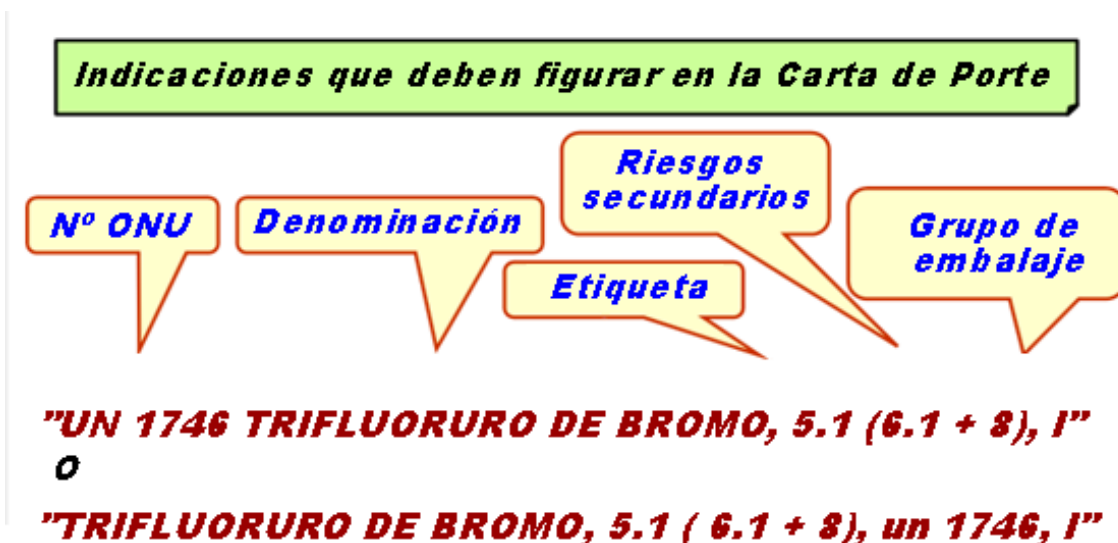 Indicaciones que deben figurar en la Carta de Porte
Riesgos
secundarios
Nº ONU
Denominación
Grupo de
embalaje
Etiqueta
"UN 1746 TRIFLUORURO DE BROMO, 5.1 (6.1 + 8), I"
O
"TRIFLUORURO DE BROMO, 5.1 ( 6.1 + 8), un 1746, I"